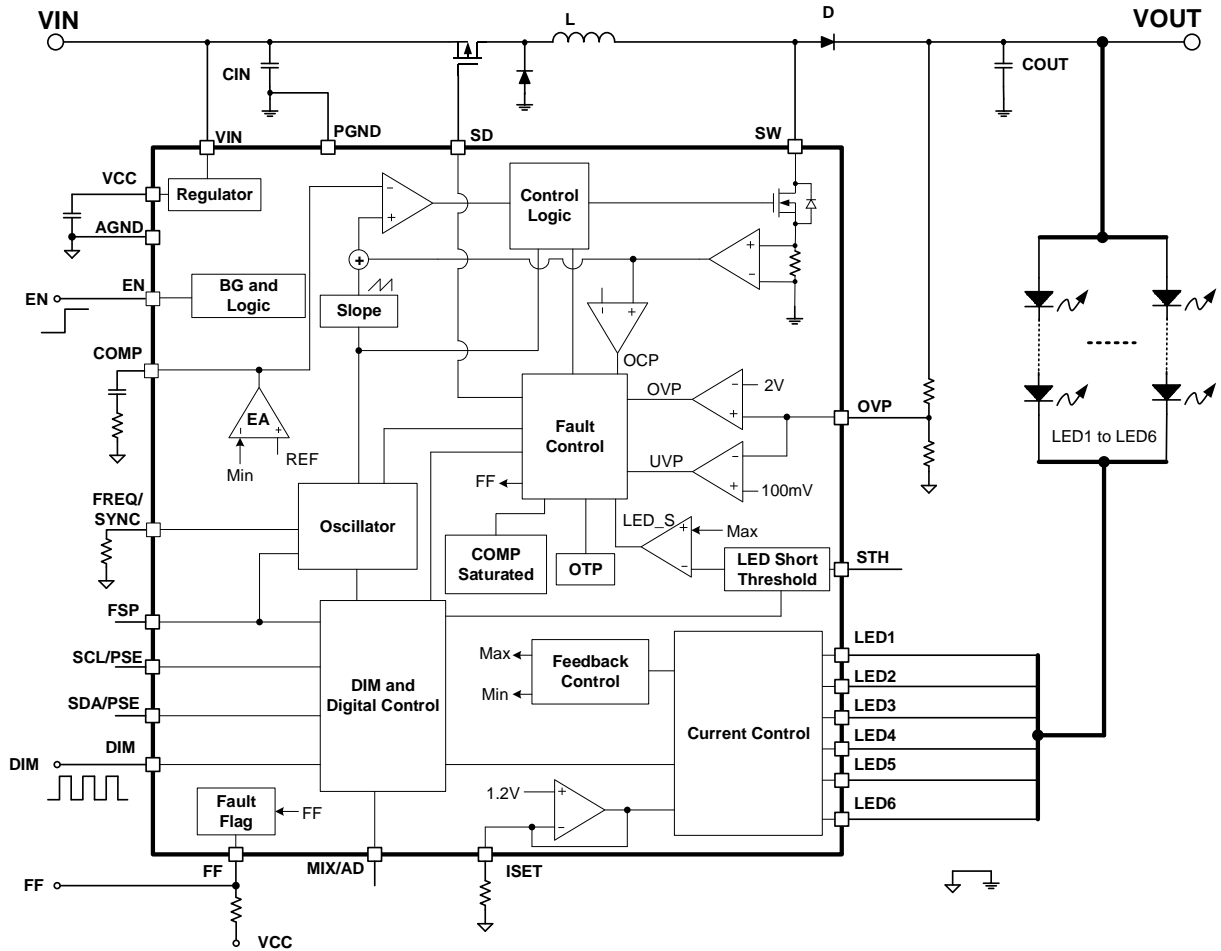 VIN
L
D
VOUT
CIN
COUT
VIN
PGND
SD
SW
VCC
Regulator
AGND
Control
Logic
+
-
+
+
-
EN
EN
BG and
Logic
Slope
-
+
OCP
COMP
EA
-
+
Min
REF
OVP
-
+
2V
OVP
Fault
Control
UVP
-
+
100mV
FF
LED1 to LED6
FREQ/
SYNC
Oscillator
LED_S
+
-
Max
COMP
Saturated
OTP
LED Short
Threshold
STH
FSP
SCL/PSE
SDA/PSE
DIM
DIM
DIM and
Digital Control
Max
Min
Feedback
Control
Current Control
LED1
LED2
LED3
LED4
LED5
LED6
1.2V
+
-
Fault
Flag
FF
FF
MIX/AD
ISET
FF
VCC